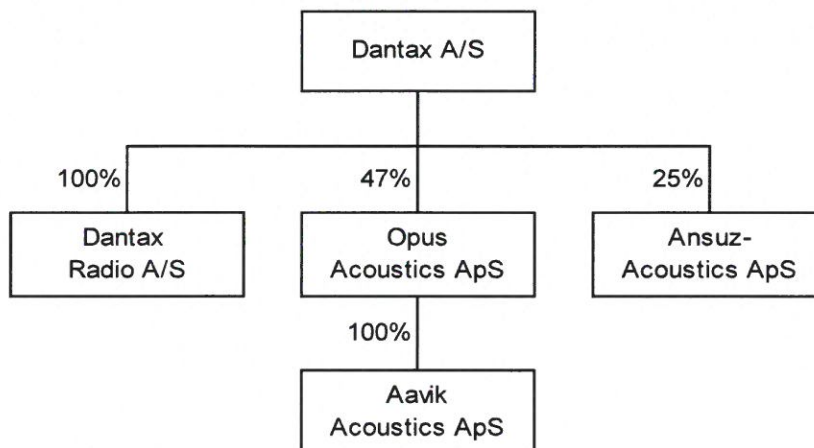 Dantax A/S
100%
47%
25%
Dantax
Radio A/S
Opus
Acoustics ApS
Ansuz-
Acoustics ApS
100%
Aavik
Acoustics ApS